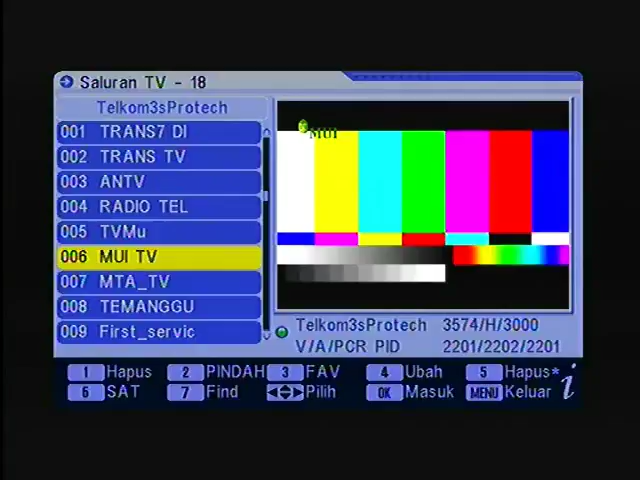 Saluran TV - 18
Telkom3sProtech
001 TRANS7 DI
002 TRANS TV
003 ANTV
004 RADIO TEL
005 TVMu
006 MUI TV
007 MTA_TV
008 TEMANGGU
009 First_servic
MUI
Telkom3sProtech 3574/H/3000
V/A/PCR PID 2201/2202/2201
1 Hapus 2 PINDAH 3 FAV 4 Ubah 5 Hapus*
6 SAT 7 Find Pilih OK Masuk MENU Keluar
i